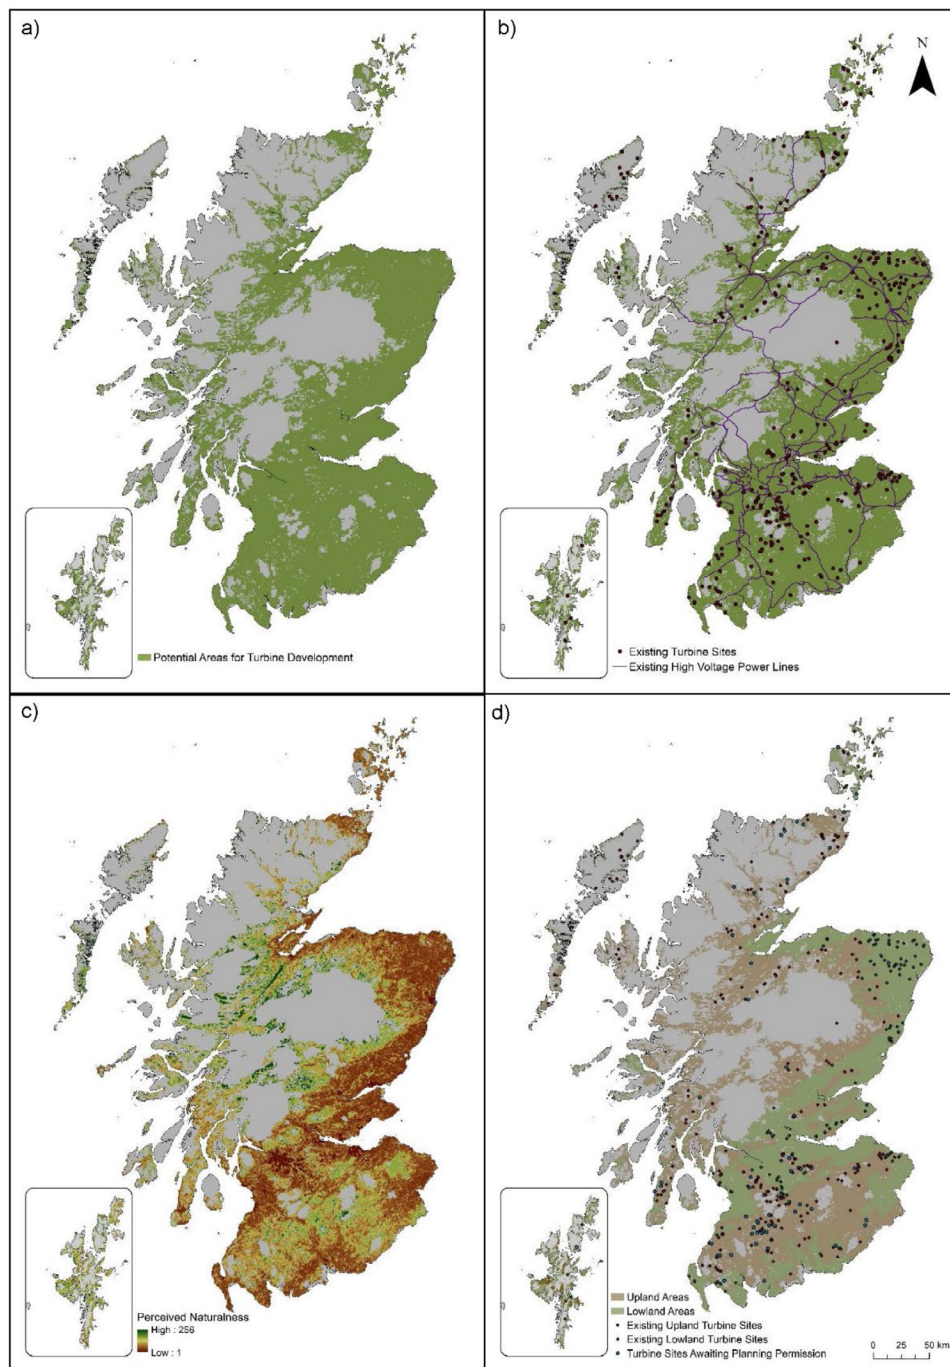 a)
b)
N
Potential Areas for Turbine Development
Existing Turbine Sites
Existing High Voltage Power Lines
c)
d)
Perceived Naturalness
High : 256
Low : 1
Upland Areas
Lowland Areas
Existing Upland Turbine Sites
Existing Lowland Turbine Sites
Turbine Sites Awaiting Planning Permission
0 25 50 km